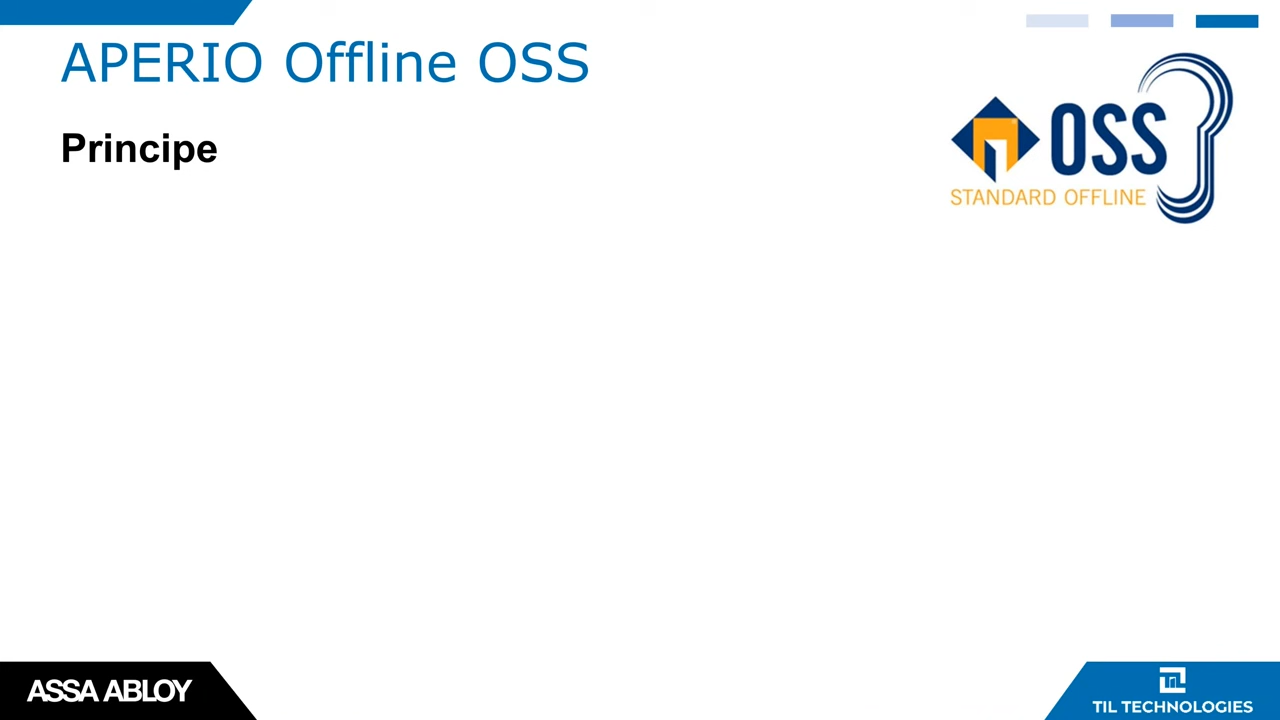 APERIO Offline OSS
Principe
OSS
STANDARD OFFLINE
ASSA ABLOY
TIL TECHNOLOGIES